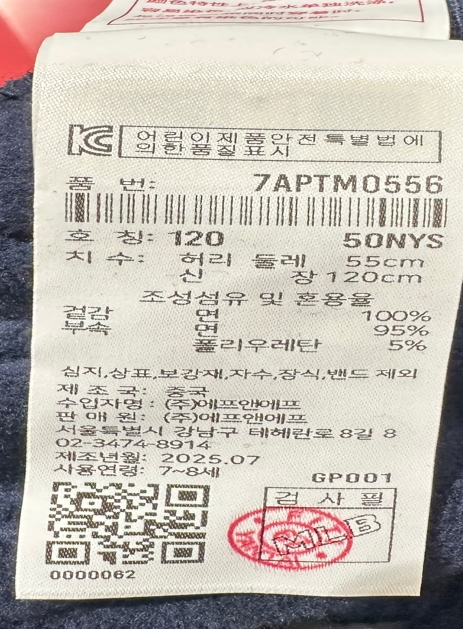 KC 어린이제품안전특별법에
의한품질표시
품 번: 7APTM0556
호 칭: 120 50NYS
치 수: 허리 둘레 55cm
신 장 120cm
조성섬유 및 혼용율
겉감 면 100%
부속 면 95%
폴리우레탄 5%
심지,상표,보강재,자수,장식,밴드 제외
제 조 국: 중국
수입자명: (주)에프앤에프
판 매 원: (주)에프앤에프
서울특별시 강남구 테헤란로 8길 8
02-3474-8914
제조년월: 2025.07
사용연령: 7~8세
GP001
검 사 필
MLB
0000062